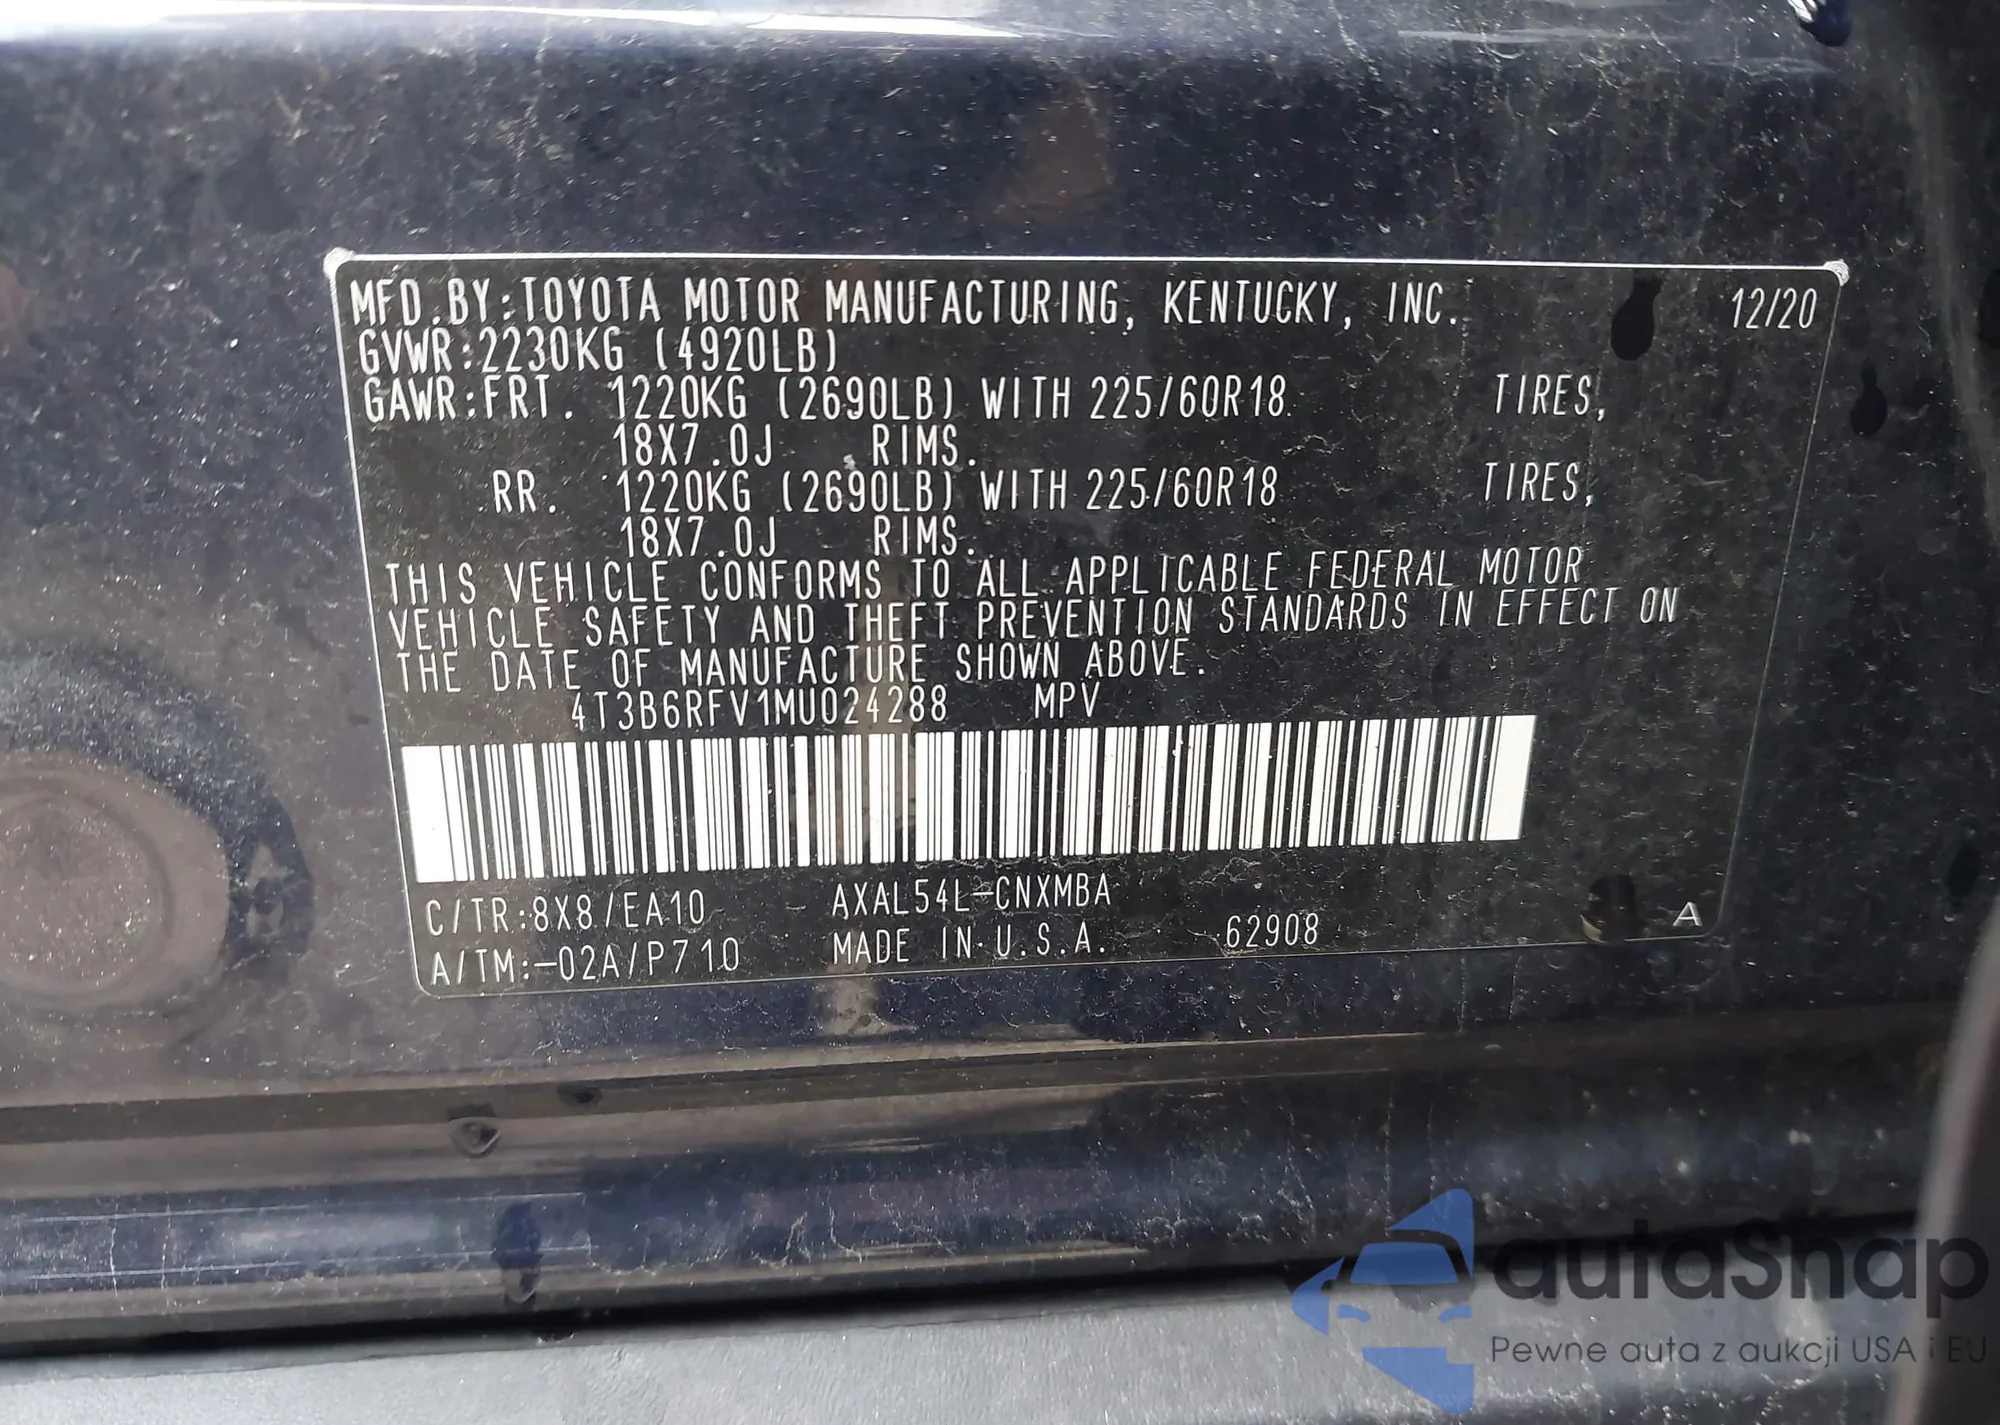 MFD.BY:TOYOTA MOTOR MANUFACTURING, KENTUCKY, INC. 12/20
GVWR:2230KG (4920LB)
GAWR:FRT. 1220KG (2690LB) WITH 225/60R18 TIRES,
18X7.0J RIMS.
RR. 1220KG (2690LB) WITH 225/60R18 TIRES,
18X7.0J RIMS.
THIS VEHICLE CONFORMS TO ALL APPLICABLE FEDERAL MOTOR
VEHICLE SAFETY AND THEFT PREVENTION STANDARDS IN EFFECT ON
THE DATE OF MANUFACTURE SHOWN ABOVE.
4T3B6RFV1MU024288 MPV
C/TR:8X8/EA10 AXAL54L-CNXMBA
A/TM:-02A/P710 MADE IN U.S.A. 62908 A
autaSnap
Pewne auta z aukcji USA i EU